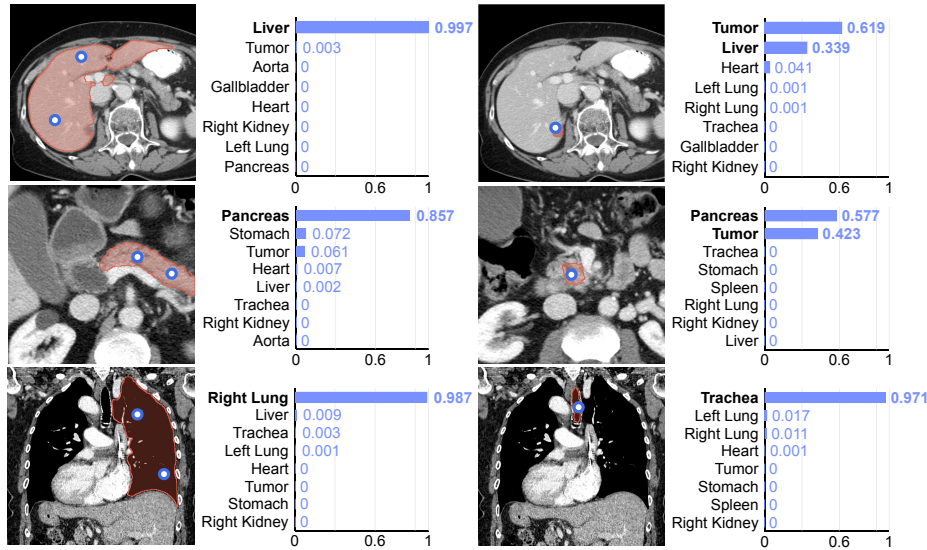 Liver 0.997
Tumor 0.003
Aorta 0
Gallbladder 0
Heart 0
Right Kidney 0
Left Lung 0
Pancreas 0
0 0.6 1
Tumor 0.619
Liver 0.339
Heart 0.041
Left Lung 0.001
Right Lung 0.001
Trachea 0
Gallbladder 0
Right Kidney 0
0 0.6 1
Pancreas 0.857
Stomach 0.072
Tumor 0.061
Heart 0.007
Liver 0.002
Trachea 0
Right Kidney 0
Aorta 0
0 0.6 1
Pancreas 0.577
Tumor 0.423
Trachea 0
Stomach 0
Spleen 0
Right Lung 0
Right Kidney 0
Liver 0
0 0.6 1
Right Lung 0.987
Liver 0.009
Trachea 0.003
Left Lung 0.001
Heart 0
Tumor 0
Stomach 0
Right Kidney 0
0 0.6 1
Trachea 0.971
Left Lung 0.017
Right Lung 0.011
Heart 0.001
Tumor 0
Stomach 0
Spleen 0
Right Kidney 0
0 0.6 1